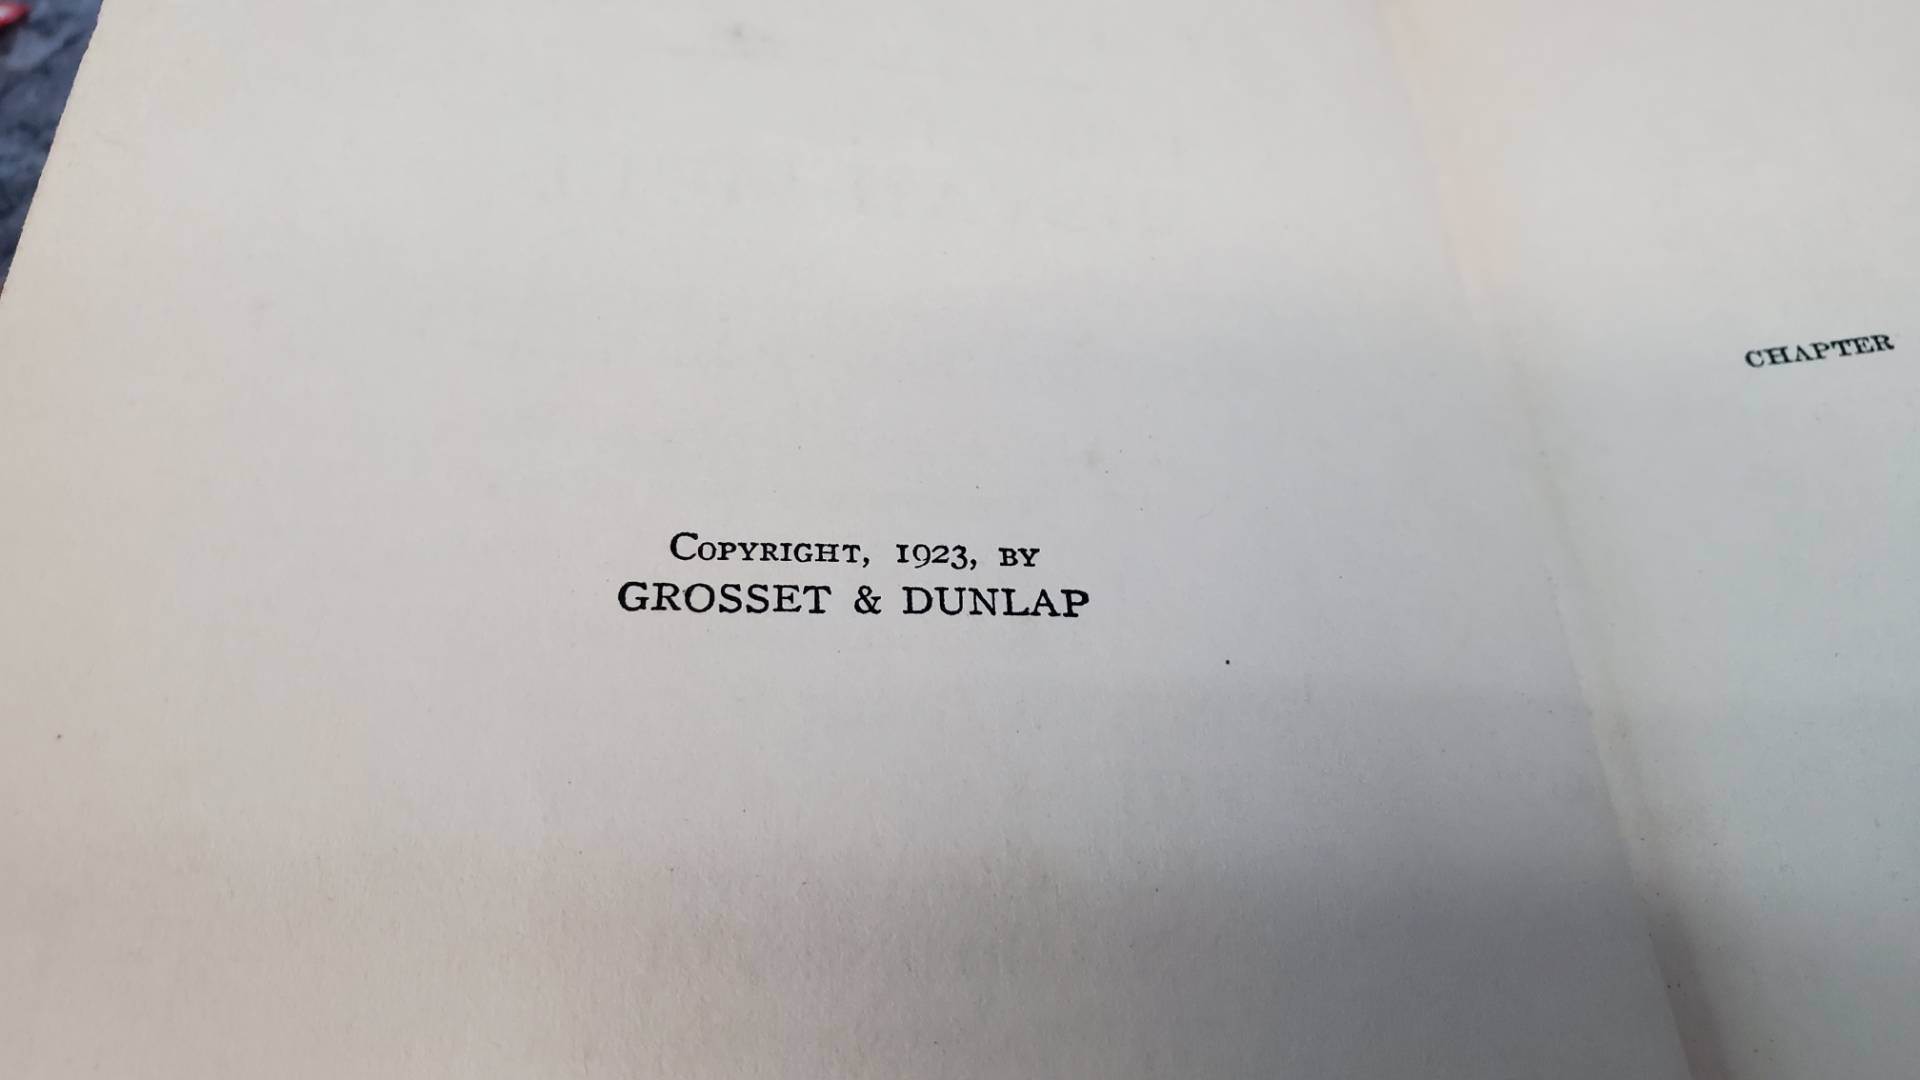 Copyright, 1923, by
GROSSET & DUNLAP
CHAPTER